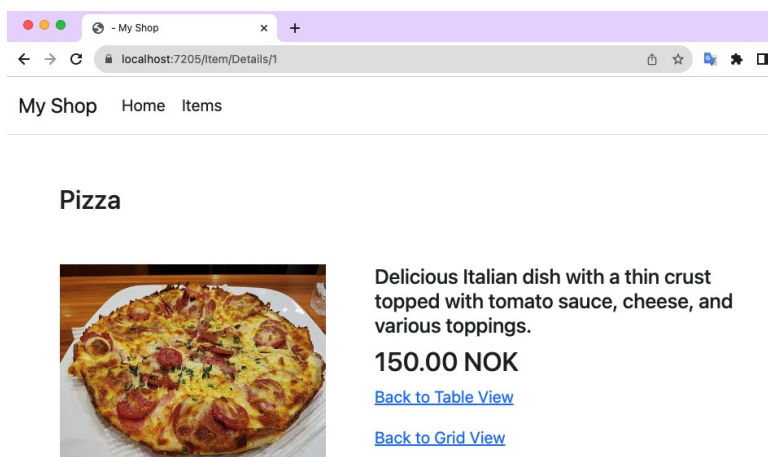 - My Shop
localhost:7205/Item/Details/1
My Shop Home Items
Pizza
Delicious Italian dish with a thin crust
topped with tomato sauce, cheese, and
various toppings.
150.00 NOK
Back to Table View
Back to Grid View